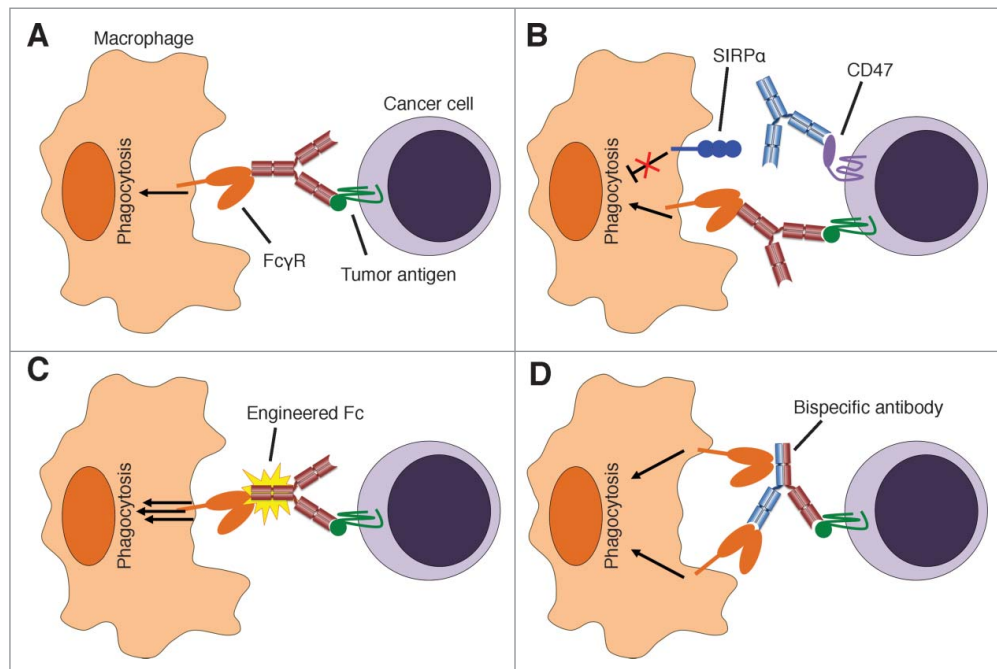 A
Macrophage
Cancer cell
Phagocytosis
FcγR
Tumor antigen
B
SIRPα
CD47
Phagocytosis
C
Engineered Fc
Phagocytosis
D
Bispecific antibody
Phagocytosis